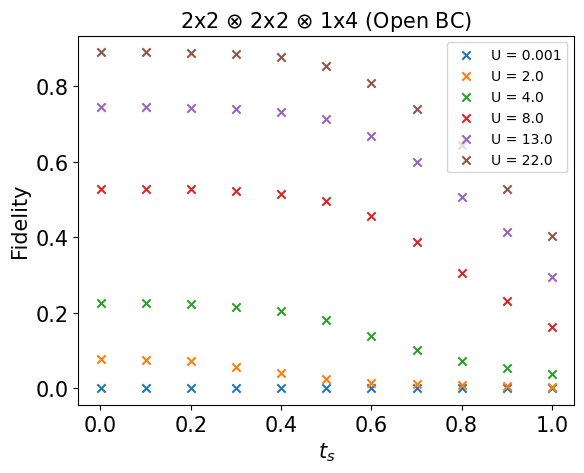 2x2 ⊗ 2x2 ⊗ 1x4 (Open BC)
U = 0.001
U = 2.0
U = 4.0
U = 8.0
U = 13.0
U = 22.0
Fidelity
0.8
0.6
0.4
0.2
0.0
0.0 0.2 0.4 0.6 0.8 1.0
t_s